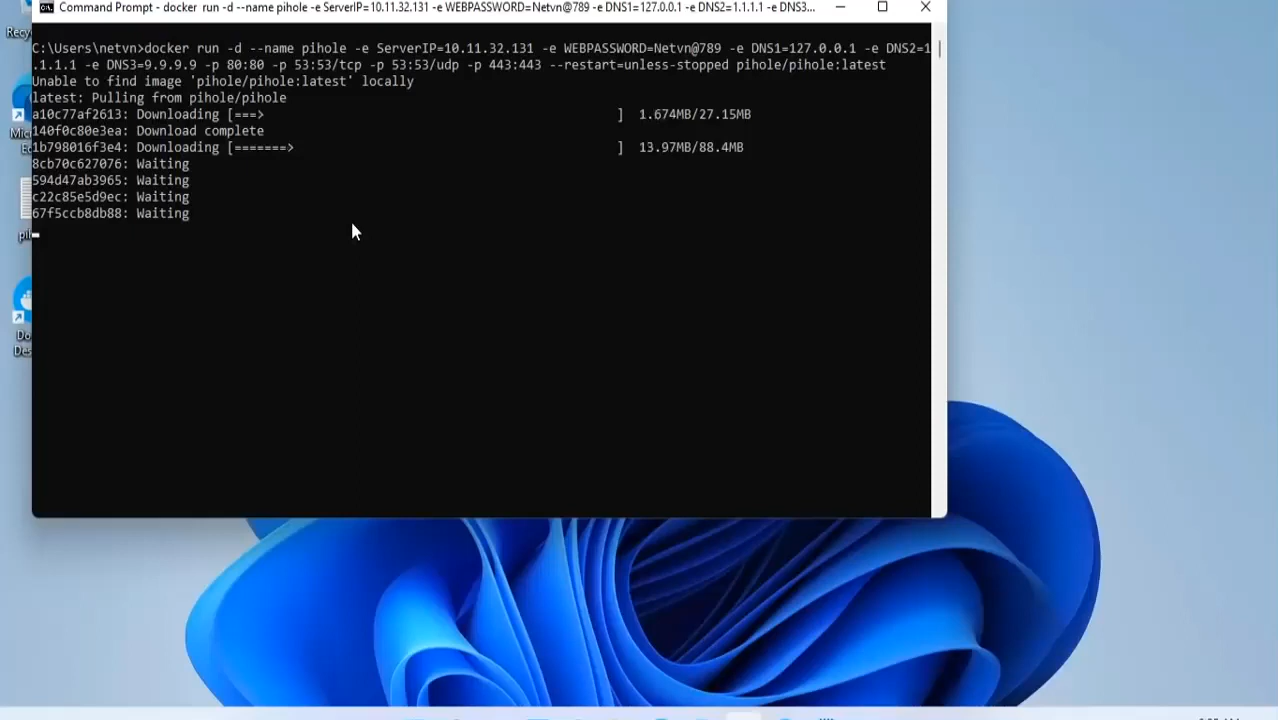 Command Prompt - docker run -d --name pihole -e ServerIP=10.11.32.131 -e WEBPASSWORD=Netvn@789 -e DNS1=127.0.0.1 -e DNS2=1.1.1.1 -e DNS3...
C:\Users\netvn>docker run -d --name pihole -e ServerIP=10.11.32.131 -e WEBPASSWORD=Netvn@789 -e DNS1=127.0.0.1 -e DNS2=1
.1.1.1 -e DNS3=9.9.9.9 -p 80:80 -p 53:53/tcp -p 53:53/udp -p 443:443 --restart=unless-stopped pihole/pihole:latest
Unable to find image 'pihole/pihole:latest' locally
latest: Pulling from pihole/pihole
a10c77af2613: Downloading [===> ] 1.674MB/27.15MB
140f0c80e3ea: Download complete
1b798016f3e4: Downloading [=======> ] 13.97MB/88.4MB
8cb70c627076: Waiting
594d47ab3965: Waiting
c22c85e5d9ec: Waiting
67f5ccb8db88: Waiting